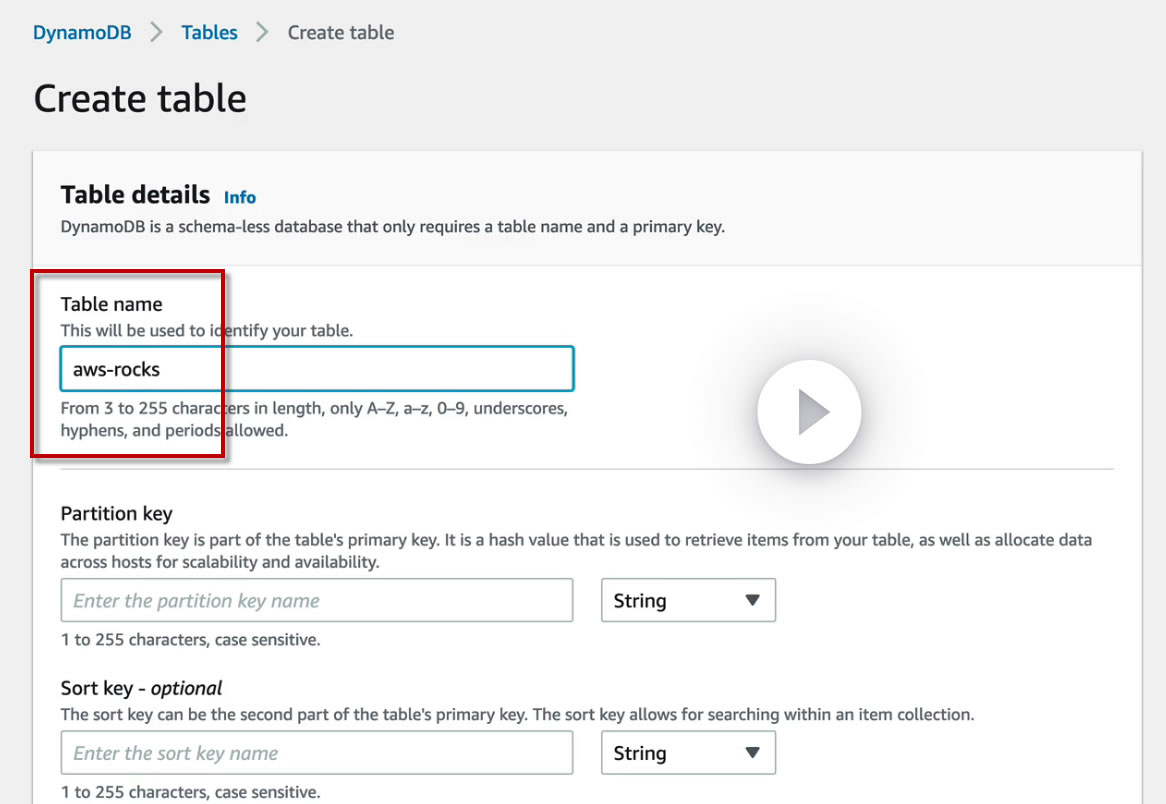 DynamoDB > Tables > Create table
Create table
Table details Info
DynamoDB is a schema-less database that only requires a table name and a primary key.
Table name
This will be used to identify your table.
aws-rocks
From 3 to 255 characters in length, only A–Z, a–z, 0–9, underscores,
hyphens, and periods allowed.
Partition key
The partition key is part of the table's primary key. It is a hash value that is used to retrieve items from your table, as well as allocate data
across hosts for scalability and availability.
Enter the partition key name String
1 to 255 characters, case sensitive.
Sort key - optional
The sort key can be the second part of the table's primary key. The sort key allows for searching within an item collection.
Enter the sort key name String
1 to 255 characters, case sensitive.